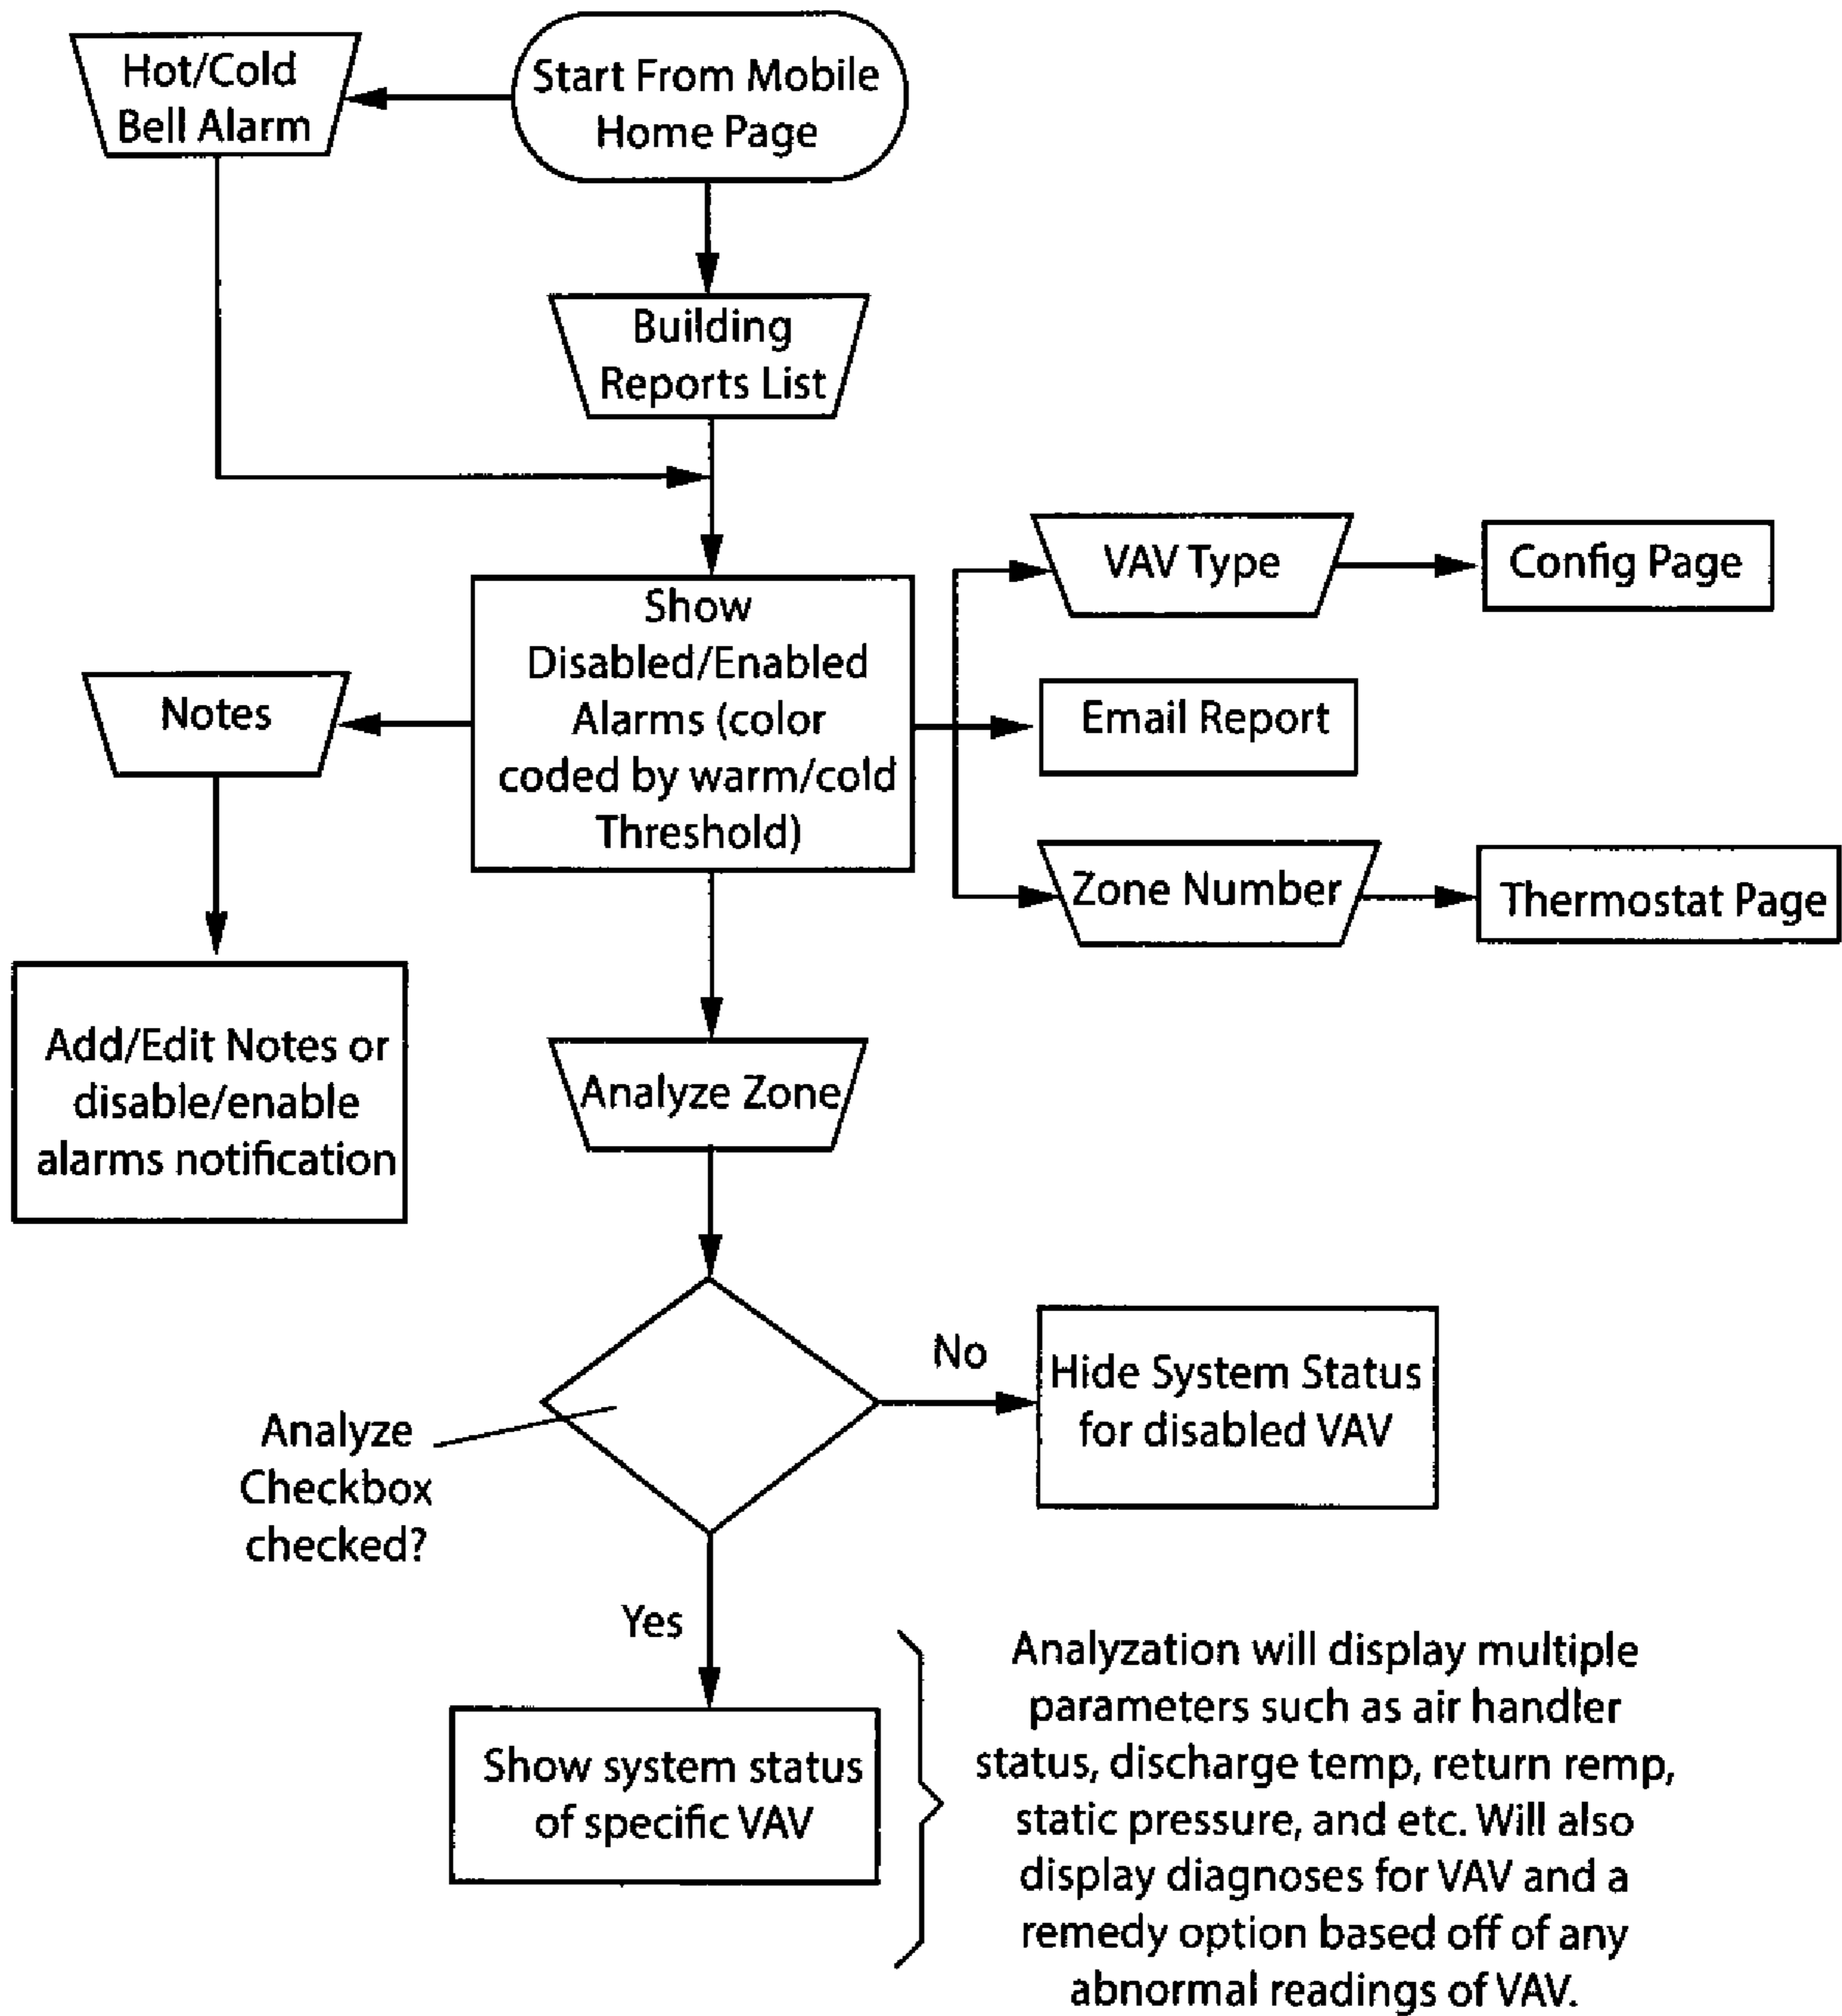 Hot/Cold
Bell Alarm
Start From Mobile
Home Page
Building
Reports List
Show
Disabled/Enabled
Alarms (color
coded by warm/cold
Threshold)
VAV Type
Config Page
Email Report
Zone Number
Thermostat Page
Notes
Add/Edit Notes or
disable/enable
alarms notification
Analyze Zone
Analyze
Checkbox
checked?
No
Hide System Status
for disabled VAV
Yes
Show system status
of specific VAV
Analyzation will display multiple
parameters such as air handler
status, discharge temp, return remp,
static pressure, and etc. Will also
display diagnoses for VAV and a
remedy option based off of any
abnormal readings of VAV.